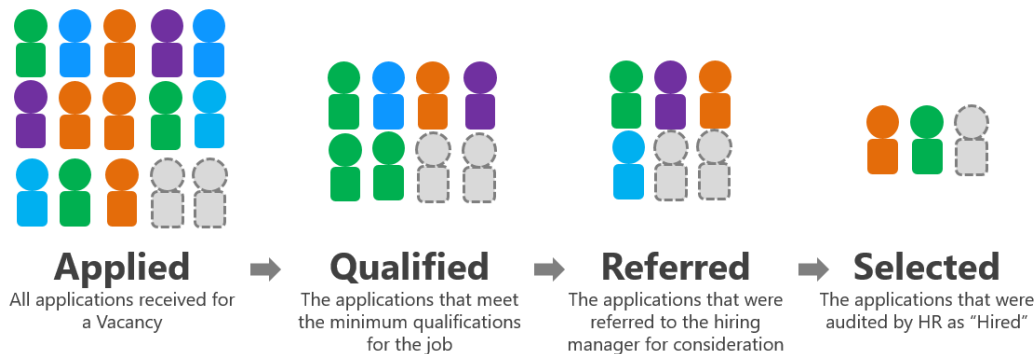 Applied
All applications received for
a Vacancy
Qualified
The applications that meet
the minimum qualifications
for the job
Referred
The applications that were
referred to the hiring
manager for consideration
Selected
The applications that were
audited by HR as “Hired”